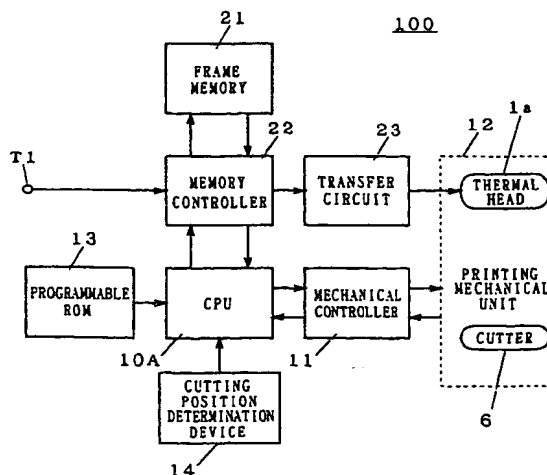 21
100
FRAME
MEMORY
1a
22
23
12
T1
MEMORY
CONTROLLER
TRANSFER
CIRCUIT
THERMAL
HEAD
13
PROGRAMMABLE
ROM
CPU
MECHANICAL
CONTROLLER
PRINTING
MECHANICAL
UNIT
CUTTER
10A
11
6
CUTTING
POSITION
DETERMINATION
DEVICE
14